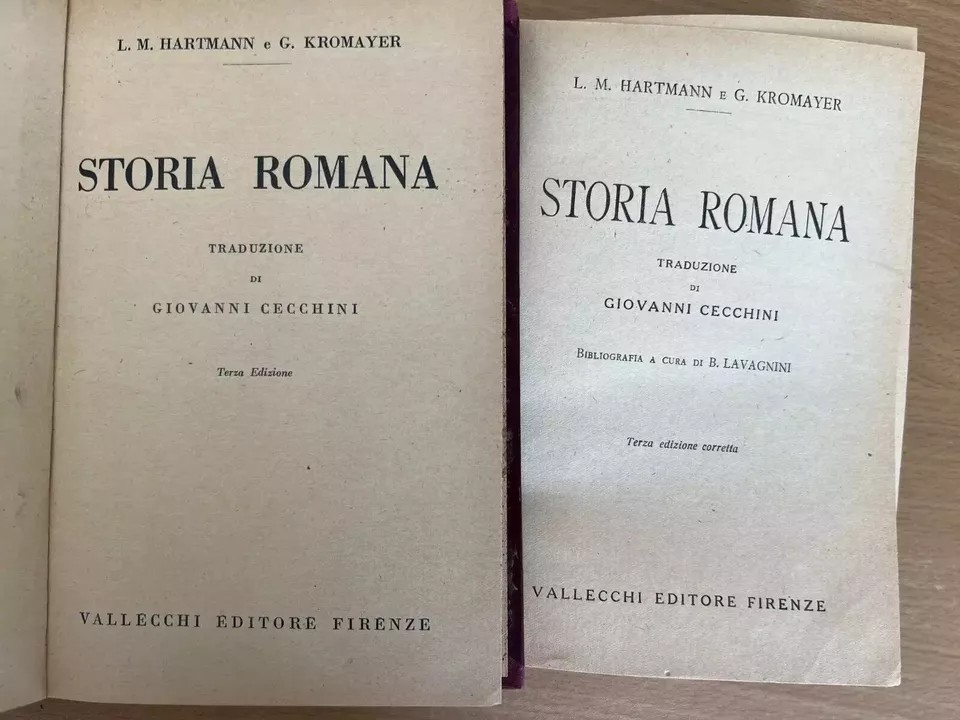 L. M. HARTMANN e G. KROMAYER
STORIA ROMANA
TRADUZIONE
DI
GIOVANNI CECCHINI
Terza Edizione
VALLECCHI EDITORE FIRENZE
L. M. HARTMANN E G. KROMAYER
STORIA ROMANA
TRADUZIONE
DI
GIOVANNI CECCHINI
BIBLIOGRAFIA A CURA DI B. LAVAGNINI
Terza edizione corretta
VALLECCHI EDITORE FIRENZE